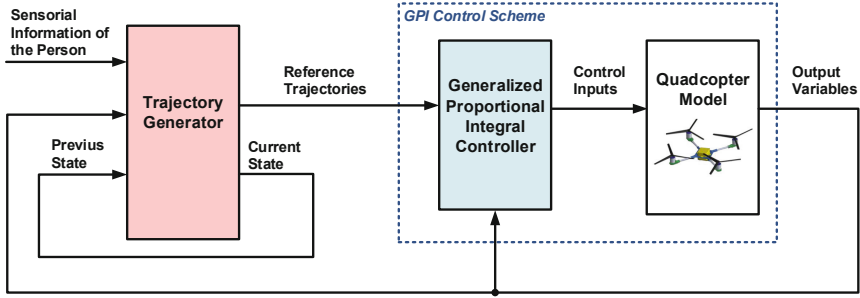 Sensorial
Information of
the Person
GPI Control Scheme
Trajectory
Generator
Reference
Trajectories
Generalized
Proportional
Integral
Controller
Control
Inputs
Quadcopter
Model
Output
Variables
Previus
State
Current
State